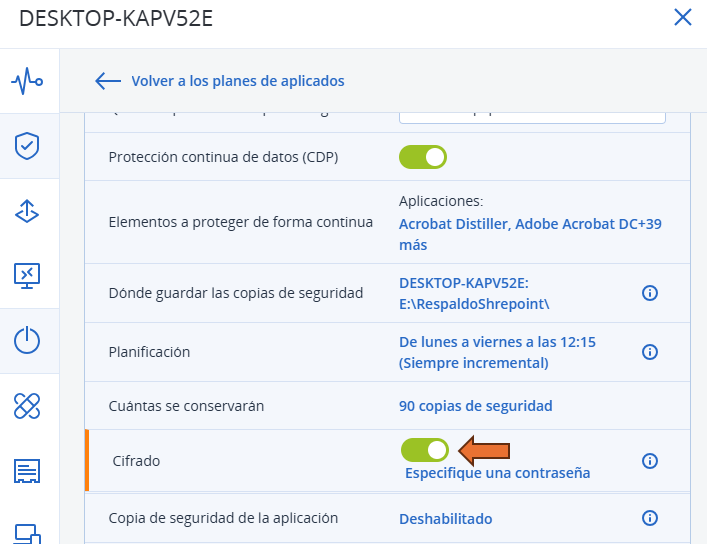 DESKTOP-KAPV52E
Volver a los planes de aplicados
Protección continua de datos (CDP)
Aplicaciones:
Elementos a proteger de forma continua
Acrobat Distiller, Adobe Acrobat DC+39
más
Dónde guardar las copias de seguridad
DESKTOP-KAPV52E:
E:\RespaldoShrepoint\
Planificación
De lunes a viernes a las 12:15
(Siempre incremental)
Cuántas se conservarán
90 copias de seguridad
Cifrado
Especifique una contraseña
Copia de seguridad de la aplicación
Deshabilitado